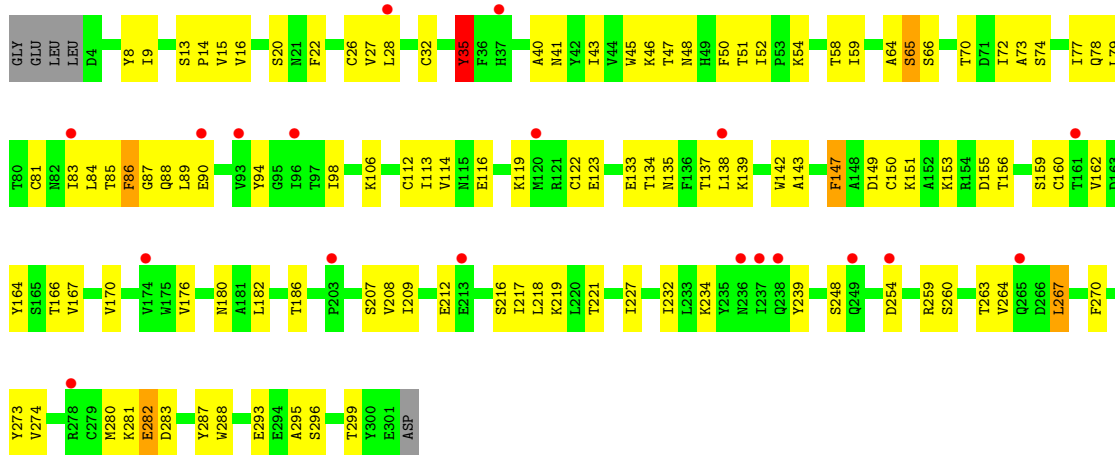 GLY GLU LEU LEU D4 Y8 I9 S13 P14 V15 V16 S20 N21 F22 C26 V27 L28 C32 Y35 F36 H37 A40 N41 Y42 I43 V44 W45 K46 T47 N48 H49 F50 T51 I52 P53 K54 T58 I59 A64 S65 S66 T70 D71 I72 A73 S74 I77 Q78 L79
T80 C81 N82 I83 L84 T85 F86 G87 Q88 L89 E90 V93 Y94 G95 I96 T97 I98 K106 C112 I113 V114 N115 E116 K119 M120 R121 C122 E123 E133 T134 N135 F136 T137 L138 K139 W142 A143 F147 A148 D149 C150 K151 A152 K153 R154 D155 T156 S159 C160 T161 V162 D163
Y164 S165 T166 V167 V170 V174 W175 V176 N180 A181 L182 T186 P203 S207 V208 I209 E212 E213 S216 I217 L218 K219 L220 T221 I227 I232 L233 K234 Y235 N236 I237 Q238 Y239 S248 Q249 D254 R259 S260 T263 V264 Q265 D266 L267 F270
Y273 V274 R278 C279 M280 K281 E282 D283 Y287 W288 E293 E294 A295 S296 T299 Y300 E301 ASP